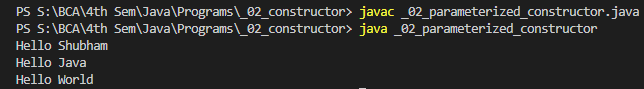 PS S:\BCA\4th Sem\Java\Programs\_02_constructor> javac _02_parameterized_constructor.java
PS S:\BCA\4th Sem\Java\Programs\_02_constructor> java _02_parameterized_constructor
Hello Shubham
Hello Java
Hello World